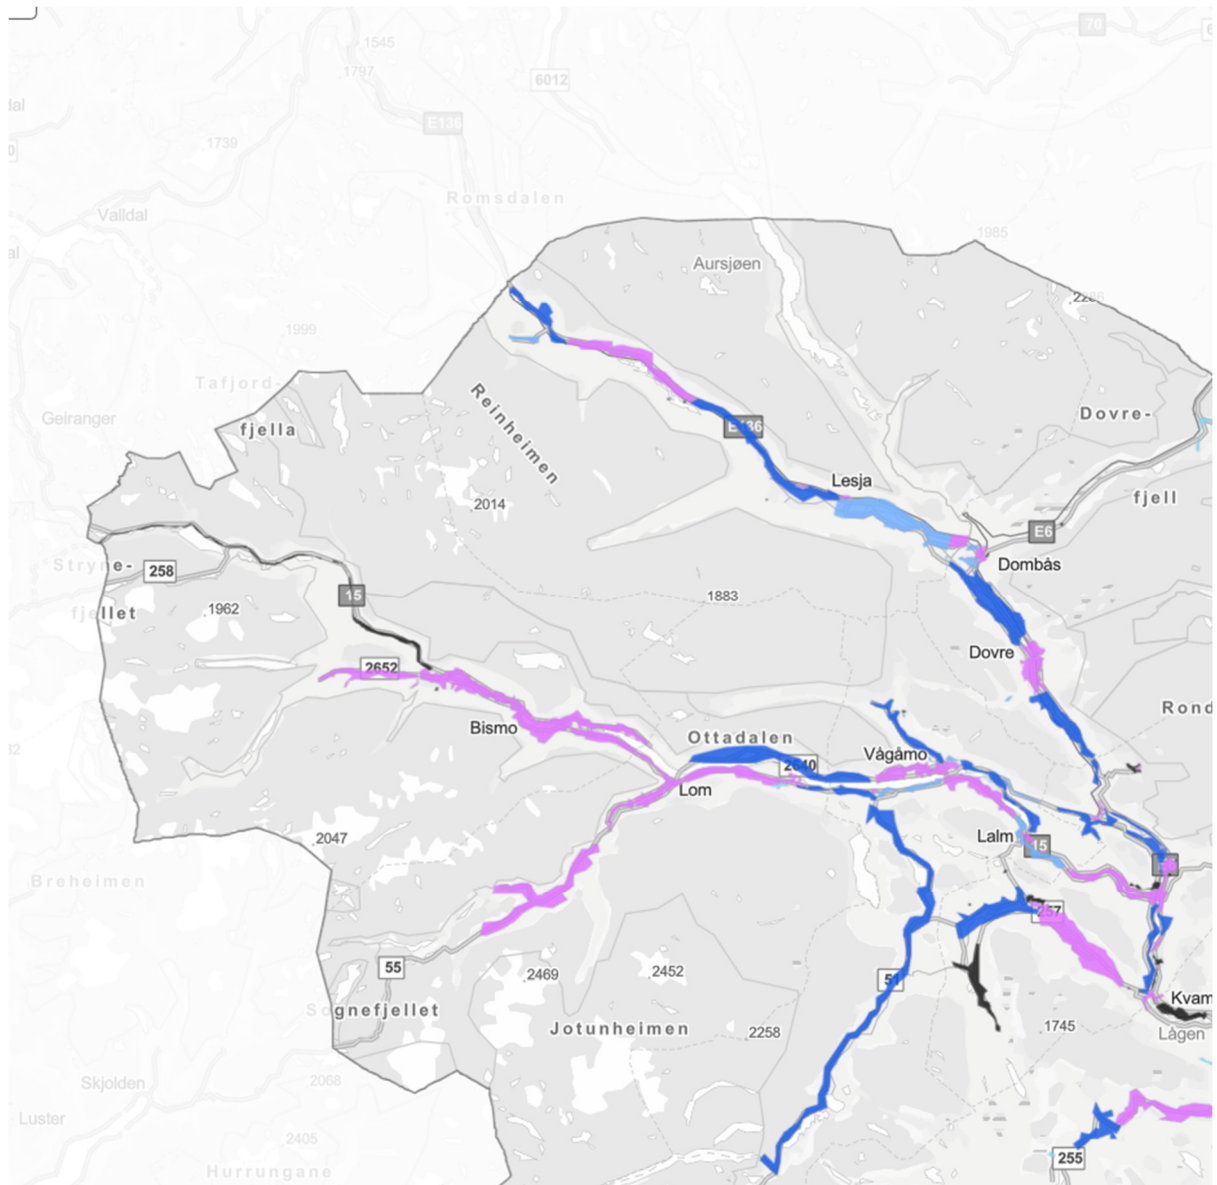 70
1545
1797
6012
dal
E136
1739
Romsdalen
Valldal
1985
al
Aursjøen
2286
1999
Tafjord-
fjella
Reinheimen
Geiranger
Dovre-
E136
Lesja
fjell
2014
E6
Dombås
Stryne-
fjellet
258
15
1962
1883
2652
Dovre
Rond
Bismo
Ottadalen
2640
Vågåmo
Lom
Lalm
15
2047
Breheimen
257
55
2469
2452
51
Sognefjellet
Kvam
Jotunheimen
2258
1745
Lågen
Skjolden
2068
Luster
2405
Hurrungane
255